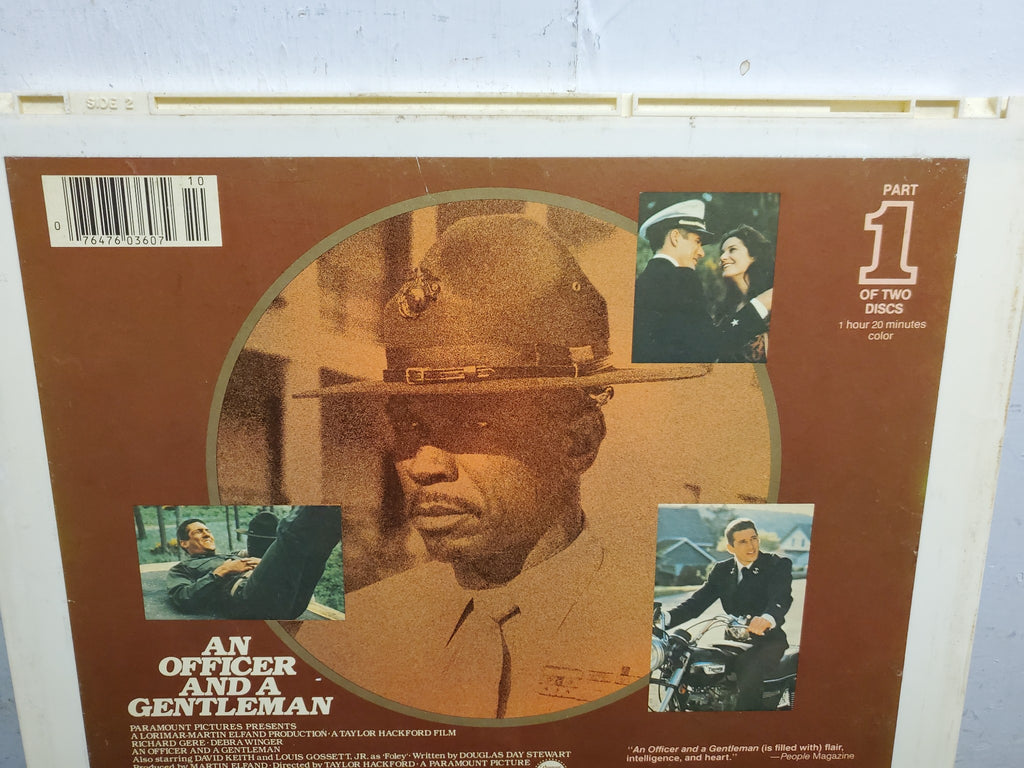 SIDE 2
10
0
76476 03607
PART
1
OF TWO
DISCS
1 hour 20 minutes
color
AN
OFFICER
AND A
GENTLEMAN
PARAMOUNT PICTURES PRESENTS
A LORIMAR-MARTIN ELFAND PRODUCTION · A TAYLOR HACKFORD FILM
RICHARD GERE · DEBRA WINGER
AN OFFICER AND A GENTLEMAN
Also starring DAVID KEITH and LOUIS GOSSETT, JR. as 'Foley' · Written by DOUGLAS DAY STEWART
Produced by MARTIN ELFAND · Directed by TAYLOR HACKFORD · A PARAMOUNT PICTURE
"An Officer and a Gentleman (is filled with) flair,
intelligence, and heart."
—People Magazine